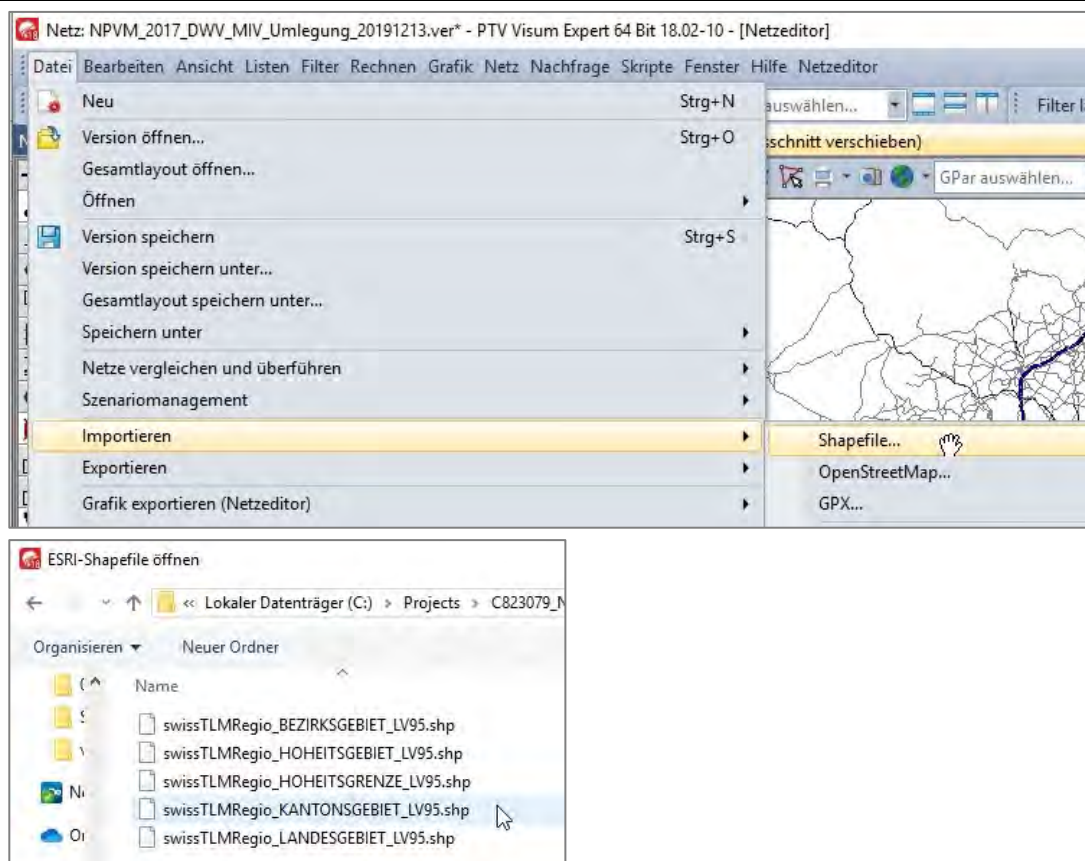 Netz: NPVM_2017_DWV_MIV_Umlegung_20191213.ver* - PTV Visum Expert 64 Bit 18.02-10 - [Netzeditor]
Datei Bearbeiten Ansicht Listen Filter Rechnen Grafik Netz Nachfrage Skripte Fenster Hilfe Netzeditor
Neu Strg+N
auswählen... Filter
Version öffnen... Strg+O
schnitt verschieben)
Gesamtlayout öffnen...
GPar auswählen...
Öffnen
Version speichern Strg+S
Version speichern unter...
Gesamtlayout speichern unter...
Speichern unter
Netze vergleichen und überführen
Szenariomanagement
Importieren
Shapefile...
Exportieren
OpenStreetMap...
Grafik exportieren (Netzeditor)
GPX...
ESRI-Shapefile öffnen
« Lokaler Datenträger (C:) > Projects > C823079_N
Organisieren Neuer Ordner
Name
swissTLMRegio_BEZIRKSGEBIET_LV95.shp
swissTLMRegio_HOHEITSGEBIET_LV95.shp
swissTLMRegio_HOHEITSGRENZE_LV95.shp
swissTLMRegio_KANTONSGEBIET_LV95.shp
swissTLMRegio_LANDESGEBIET_LV95.shp